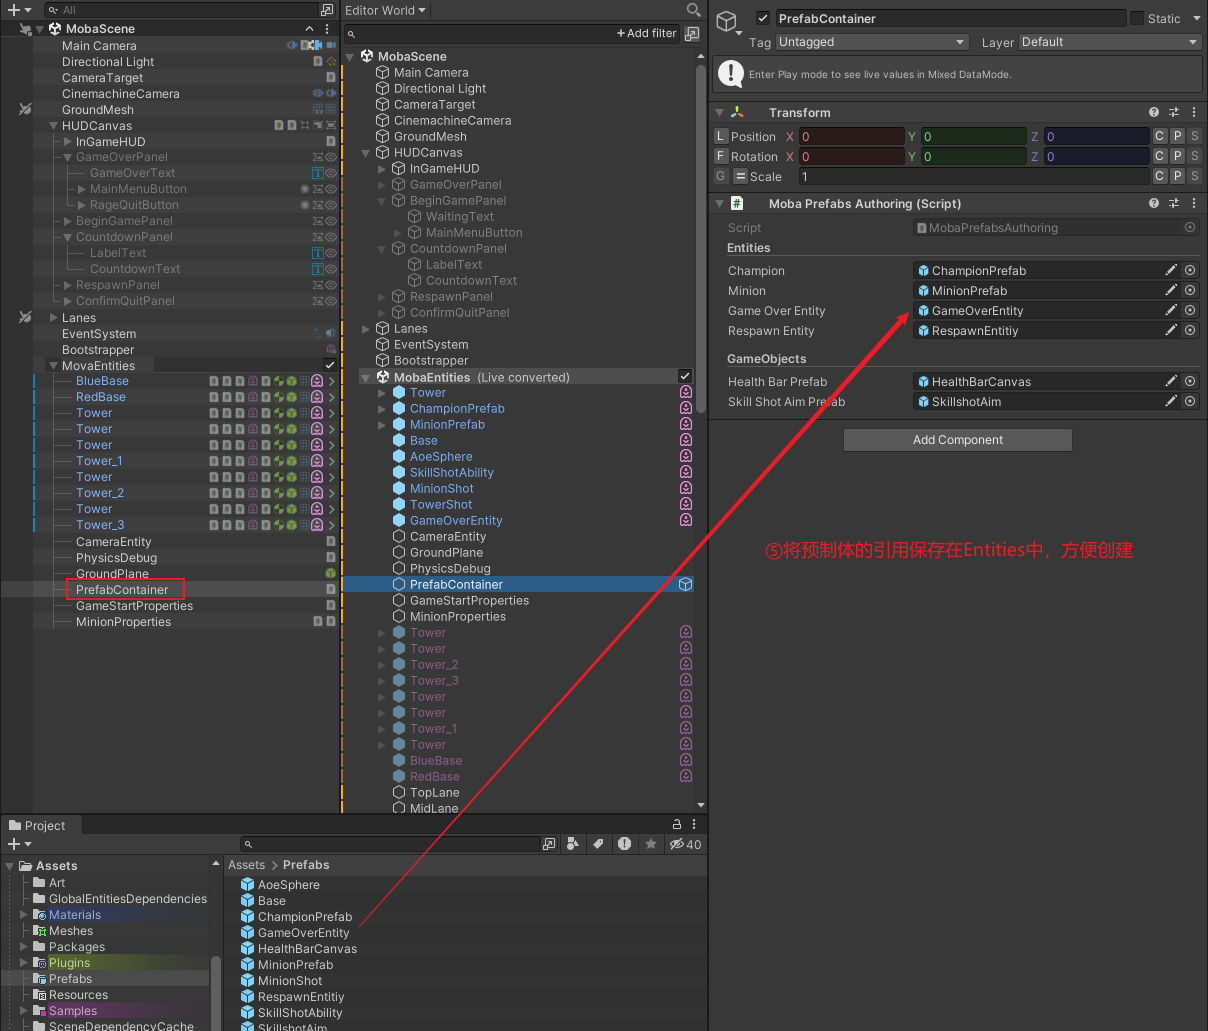 All
MobaScene
Main Camera
Directional Light
CameraTarget
CinemachineCamera
GroundMesh
HUDCanvas
InGameHUD
GameOverPanel
GameOverText
MainMenuButton
RageQuitButton
BeginGamePanel
CountdownPanel
LabelText
CountdownText
RespawnPanel
ConfirmQuitPanel
Lanes
EventSystem
Bootstrapper
MovaEntities
BlueBase
RedBase
Tower
Tower
Tower
Tower_1
Tower
Tower_2
Tower
Tower_3
CameraEntity
PhysicsDebug
GroundPlane
PrefabContainer
GameStartProperties
MinionProperties
Editor World
Add filter
MobaScene
Main Camera
Directional Light
CameraTarget
CinemachineCamera
GroundMesh
HUDCanvas
InGameHUD
GameOverPanel
BeginGamePanel
WaitingText
MainMenuButton
CountdownPanel
LabelText
CountdownText
RespawnPanel
ConfirmQuitPanel
Lanes
EventSystem
Bootstrapper
MobaEntities (Live converted)
Tower
ChampionPrefab
MinionPrefab
Base
AoeSphere
SkillShotAbility
MinionShot
TowerShot
GameOverEntity
CameraEntity
GroundPlane
PhysicsDebug
PrefabContainer
GameStartProperties
MinionProperties
Tower
Tower
Tower_2
Tower_3
Tower
Tower
Tower_1
Tower
BlueBase
RedBase
TopLane
MidLane
PrefabContainer
Static
Tag Untagged Layer Default
Enter Play mode to see live values in Mixed DataMode.
Transform
L Position X 0 Y 0 Z 0 C P S
F Rotation X 0 Y 0 Z 0 C P S
G Scale 1 C P S
Moba Prefabs Authoring (Script)
Script MobaPrefabsAuthoring
Entities
Champion ChampionPrefab
Minion MinionPrefab
Game Over Entity GameOverEntity
Respawn Entity RespawnEntitiy
GameObjects
Health Bar Prefab HealthBarCanvas
Skill Shot Aim Prefab SkillshotAim
Add Component
⑤将预制体的引用保存在Entities中，方便创建
Project
40
Assets
Art
GlobalEntitiesDependencies
Materials
Meshes
Packages
Plugins
Prefabs
Resources
Samples
SceneDependencyCache
Assets > Prefabs
AoeSphere
Base
ChampionPrefab
GameOverEntity
HealthBarCanvas
MinionPrefab
MinionShot
RespawnEntitiy
SkillShotAbility
SkillshotAim